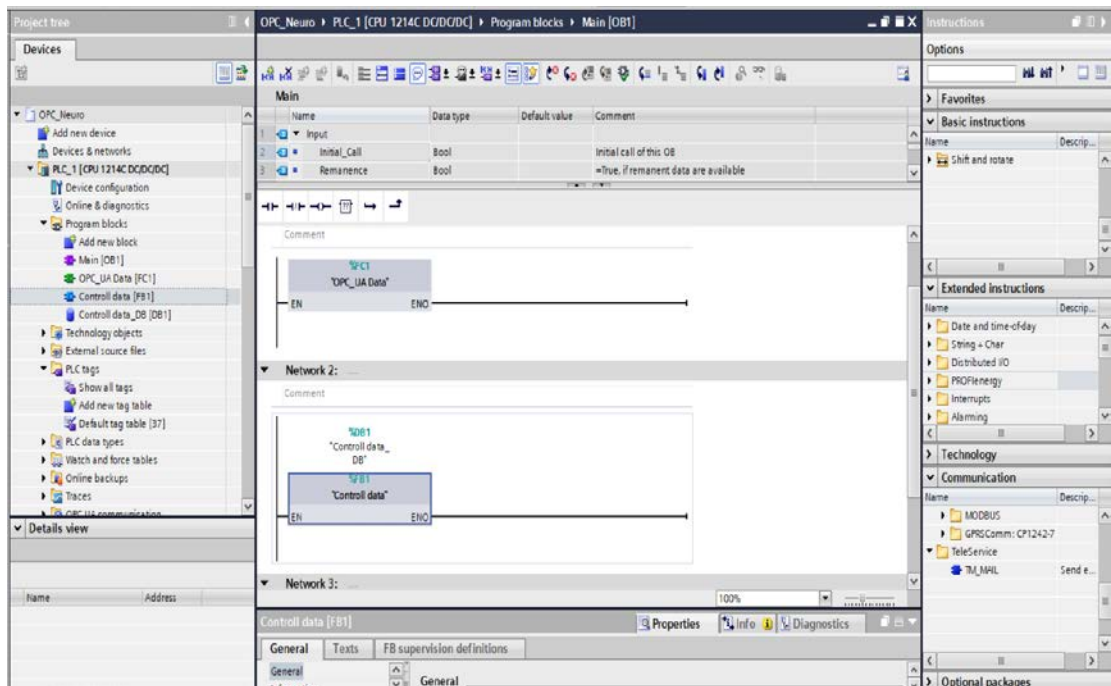 Project tree
Devices
OPC_Neuro
Add new device
Devices & networks
PLC_1 [CPU 1214C DC/DC/DC]
Device configuration
Online & diagnostics
Program blocks
Add new block
Main [OB1]
OPC_UA Data [FC1]
Controll data [FB1]
Controll data_DB [DB1]
Technology objects
External source files
PLC tags
Show all tags
Add new tag table
Default tag table [37]
PLC data types
Watch and force tables
Online backups
Traces
OPC UA communication
Details view
Name Address
OPC_Neuro ▸ PLC_1 [CPU 1214C DC/DC/DC] ▸ Program blocks ▸ Main [OB1]
Main
Name Data type Default value Comment
1 Input
2 Initial_Call Bool Initial call of this OB
3 Remanence Bool =True, if remanent data are available
Comment
%FC1
"OPC_UA Data"
EN ENO
Network 2: ....
Comment
%DB1
"Controll data_
DB"
%FB1
"Controll data"
EN ENO
Network 3: ....
100%
Controll data [FB1]
Properties Info Diagnostics
General Texts FB supervision definitions
General
General
Instructions
Options
Favorites
Basic instructions
Name Descrip...
Shift and rotate
Extended instructions
Name Descrip...
Date and time-of-day
String + Char
Distributed I/O
PROFIenergy
Interrupts
Alarming
Technology
Communication
Name Descrip...
MODBUS
GPRSComm: CP1242-7
TeleService
TM_MAIL Send e...
Optional packages